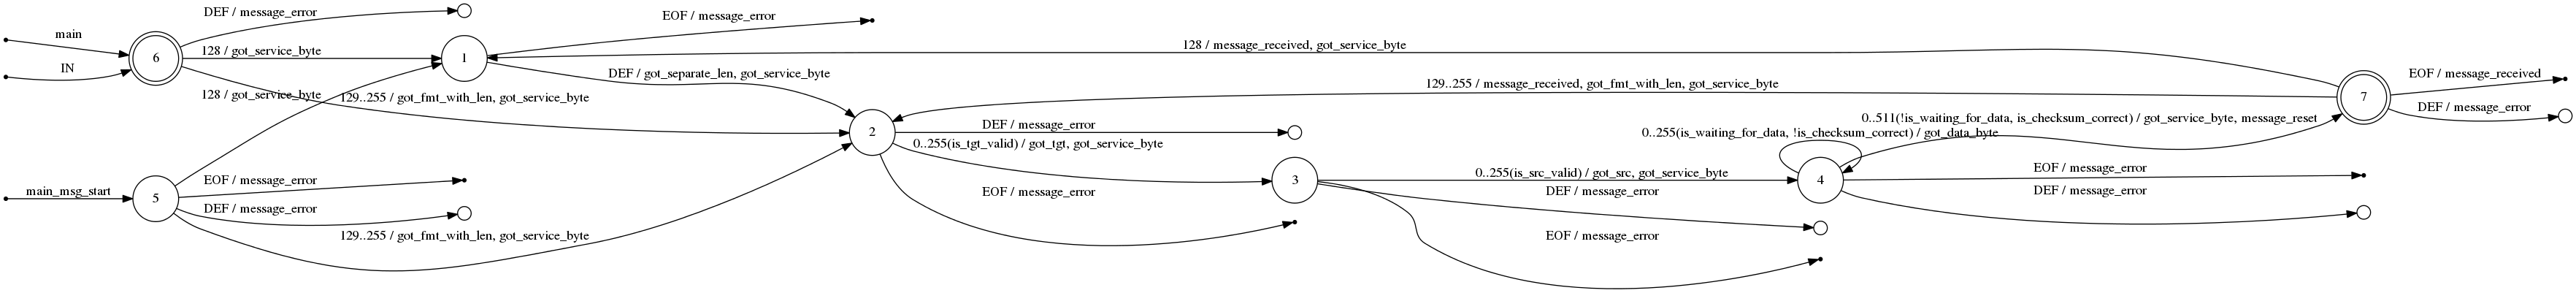 main
IN
6
DEF / message_error
128 / got_service_byte
128 / got_service_byte
129..255 / got_fmt_with_len, got_service_byte
main_msg_start
5
EOF / message_error
DEF / message_error
129..255 / got_fmt_with_len, got_service_byte
1
EOF / message_error
DEF / got_separate_len, got_service_byte
2
DEF / message_error
0..255(is_tgt_valid) / got_tgt, got_service_byte
EOF / message_error
128 / message_received, got_service_byte
129..255 / message_received, got_fmt_with_len, got_service_byte
3
0..255(is_src_valid) / got_src, got_service_byte
DEF / message_error
EOF / message_error
0..511(!is_waiting_for_data, is_checksum_correct) / got_service_byte, message_reset
0..255(is_waiting_for_data, !is_checksum_correct) / got_data_byte
4
EOF / message_error
DEF / message_error
7
EOF / message_received
DEF / message_error